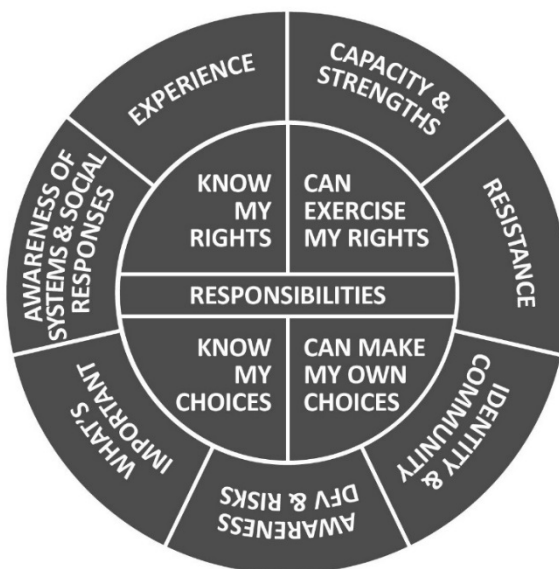 EXPERIENCE
CAPACITY &
STRENGTHS
RESISTANCE
IDENTITY &
COMMUNITY
AWARENESS
DFV & RISKS
WHAT'S
IMPORTANT
AWARENESS OF
SYSTEMS & SOCIAL
RESPONSES
KNOW
MY
RIGHTS
CAN
EXERCISE
MY RIGHTS
RESPONSIBILITIES
KNOW
MY
CHOICES
CAN MAKE
MY OWN
CHOICES